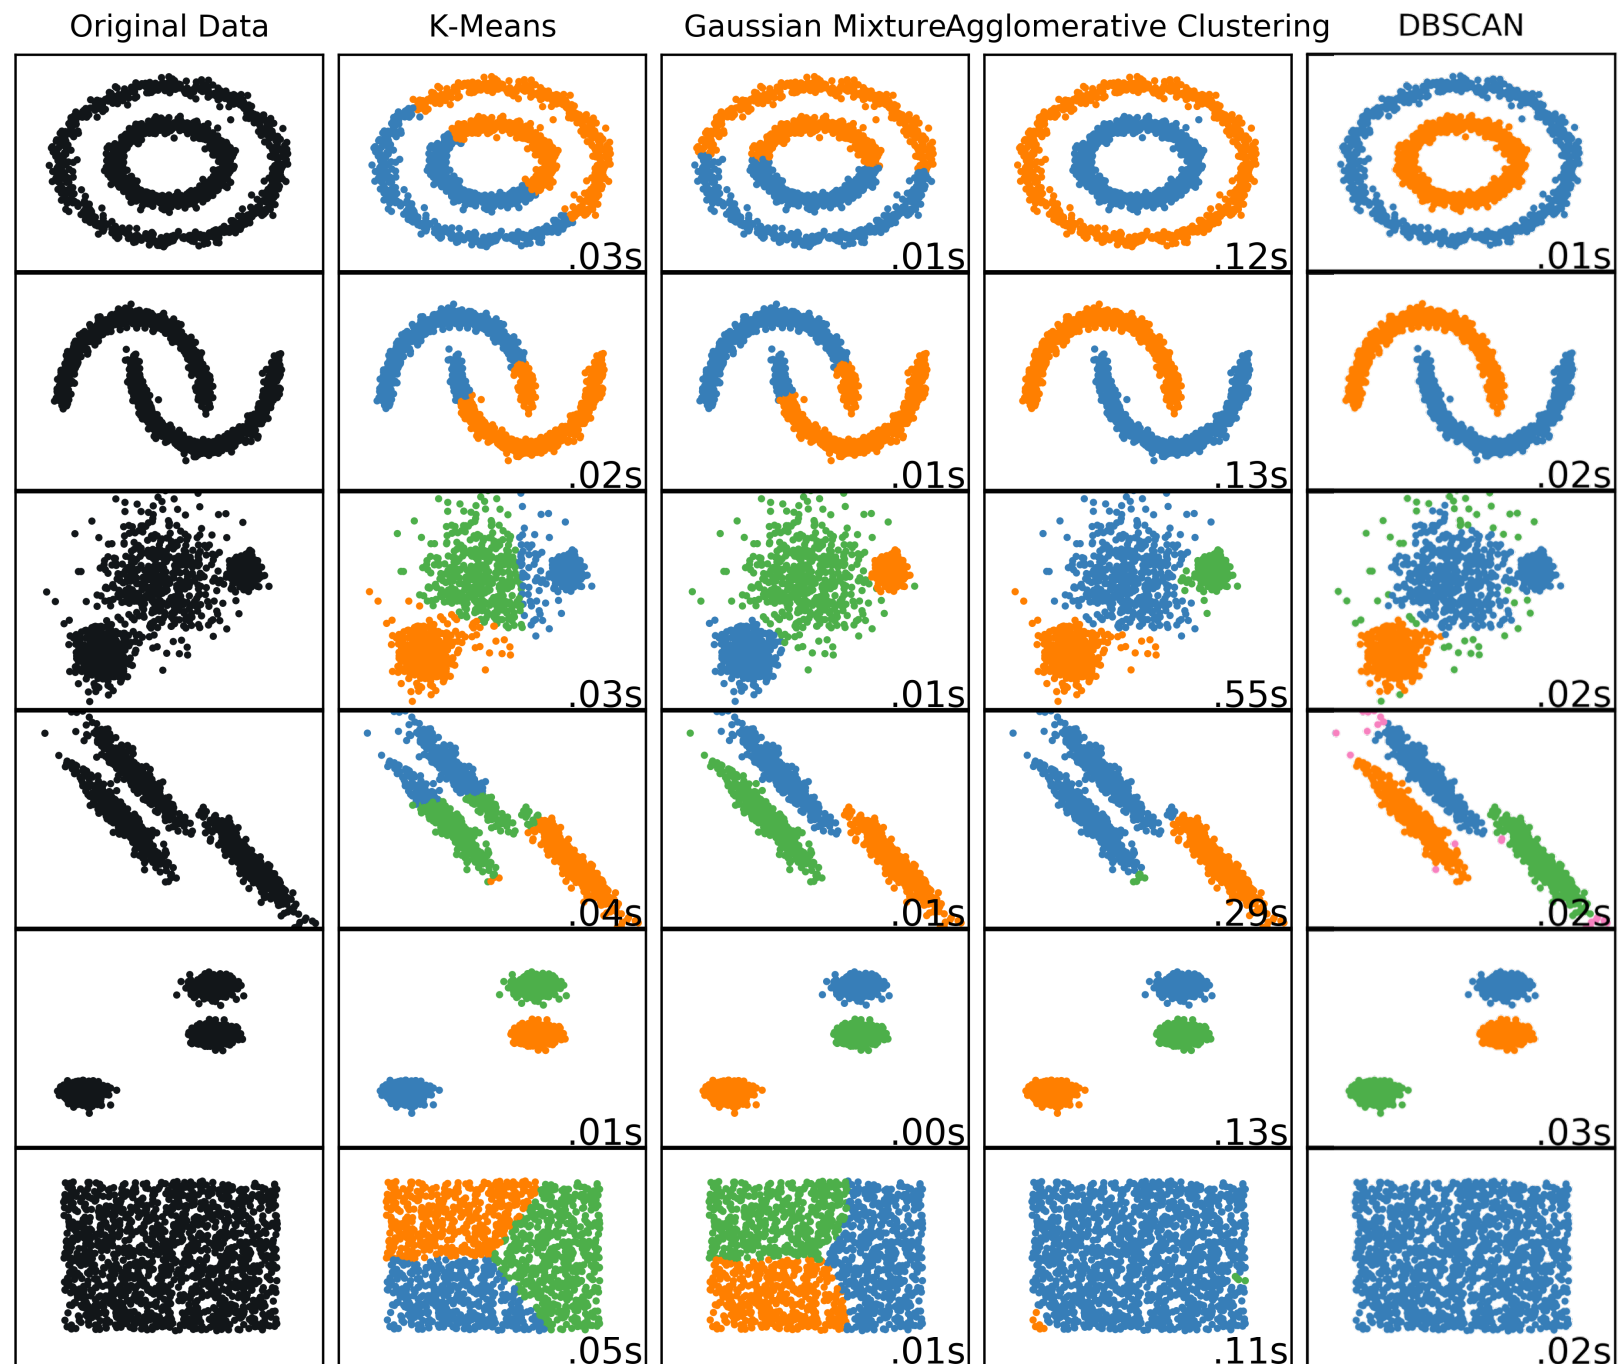 Original Data
K-Means
Gaussian Mixture
Agglomerative Clustering
DBSCAN
.03s
.01s
.12s
.01s
.02s
.01s
.13s
.02s
.03s
.01s
.55s
.02s
.04s
.01s
.29s
.02s
.01s
.00s
.13s
.03s
.05s
.01s
.11s
.02s